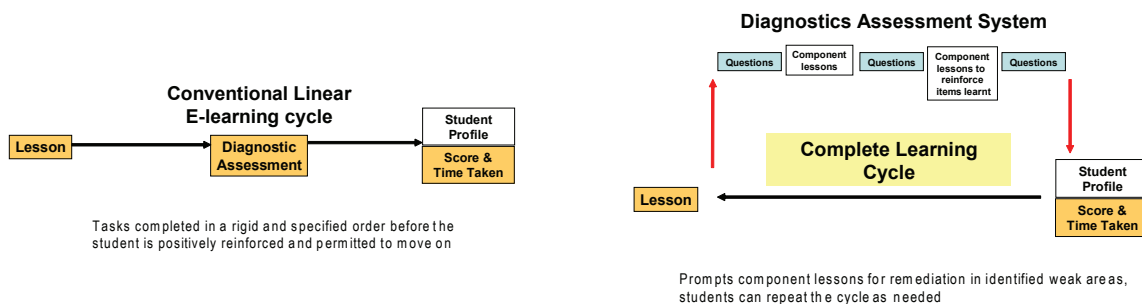 Conventional Linear
E-learning cycle
Lesson
Diagnostic
Assessment
Student
Profile
Score &
Time Taken
Tasks completed in a rigid and specified order before the
student is positively reinforced and permitted to move on
Diagnostics Assessment System
Questions
Component
lessons
Questions
Component
lessons to
reinforce
items learnt
Questions
Complete Learning
Cycle
Lesson
Student
Profile
Score &
Time Taken
Prompts component lessons for remediation in identified weak areas,
students can repeat the cycle as needed